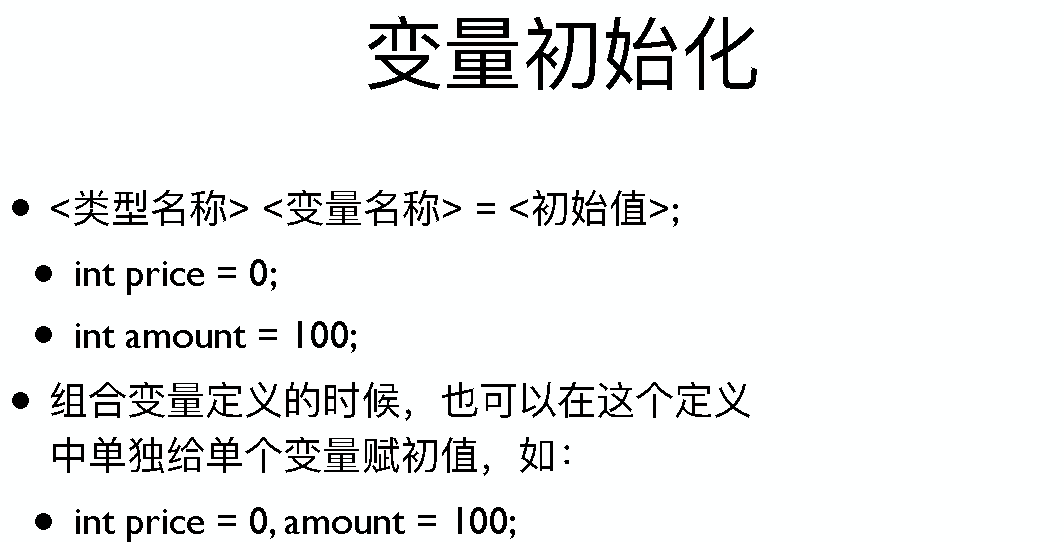 变量初始化
• <类型名称> <变量名称> = <初始值>;
• int price = 0;
• int amount = 100;
• 组合变量定义的时候，也可以在这个定义
中单独给单个变量赋初值，如：
• int price = 0, amount = 100;